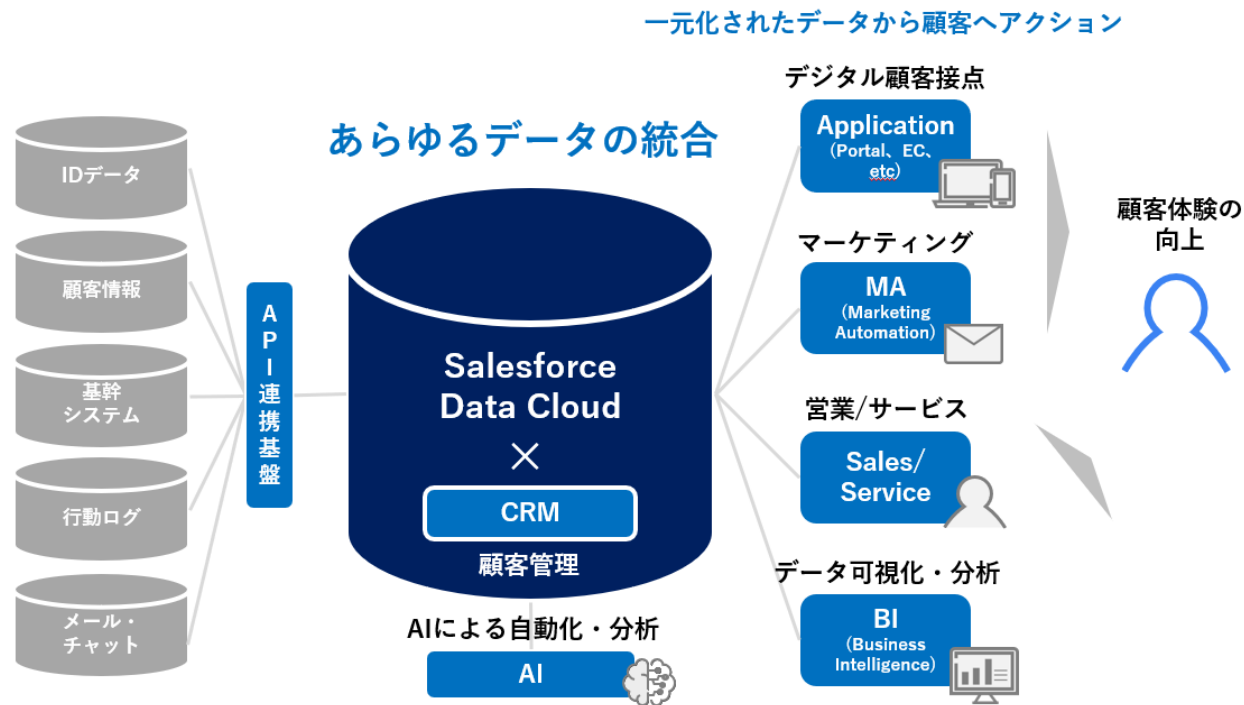 一元化されたデータから顧客へアクション
あらゆるデータの統合
IDデータ
顧客情報
基幹
システム
行動ログ
メール・
チャット
API連携基盤
Salesforce
Data Cloud
×
CRM
顧客管理
AIによる自動化・分析
AI
デジタル顧客接点
Application
(Portal、EC、
etc)
マーケティング
MA
(Marketing
Automation)
営業/サービス
Sales/
Service
データ可視化・分析
BI
(Business
Intelligence)
顧客体験の
向上